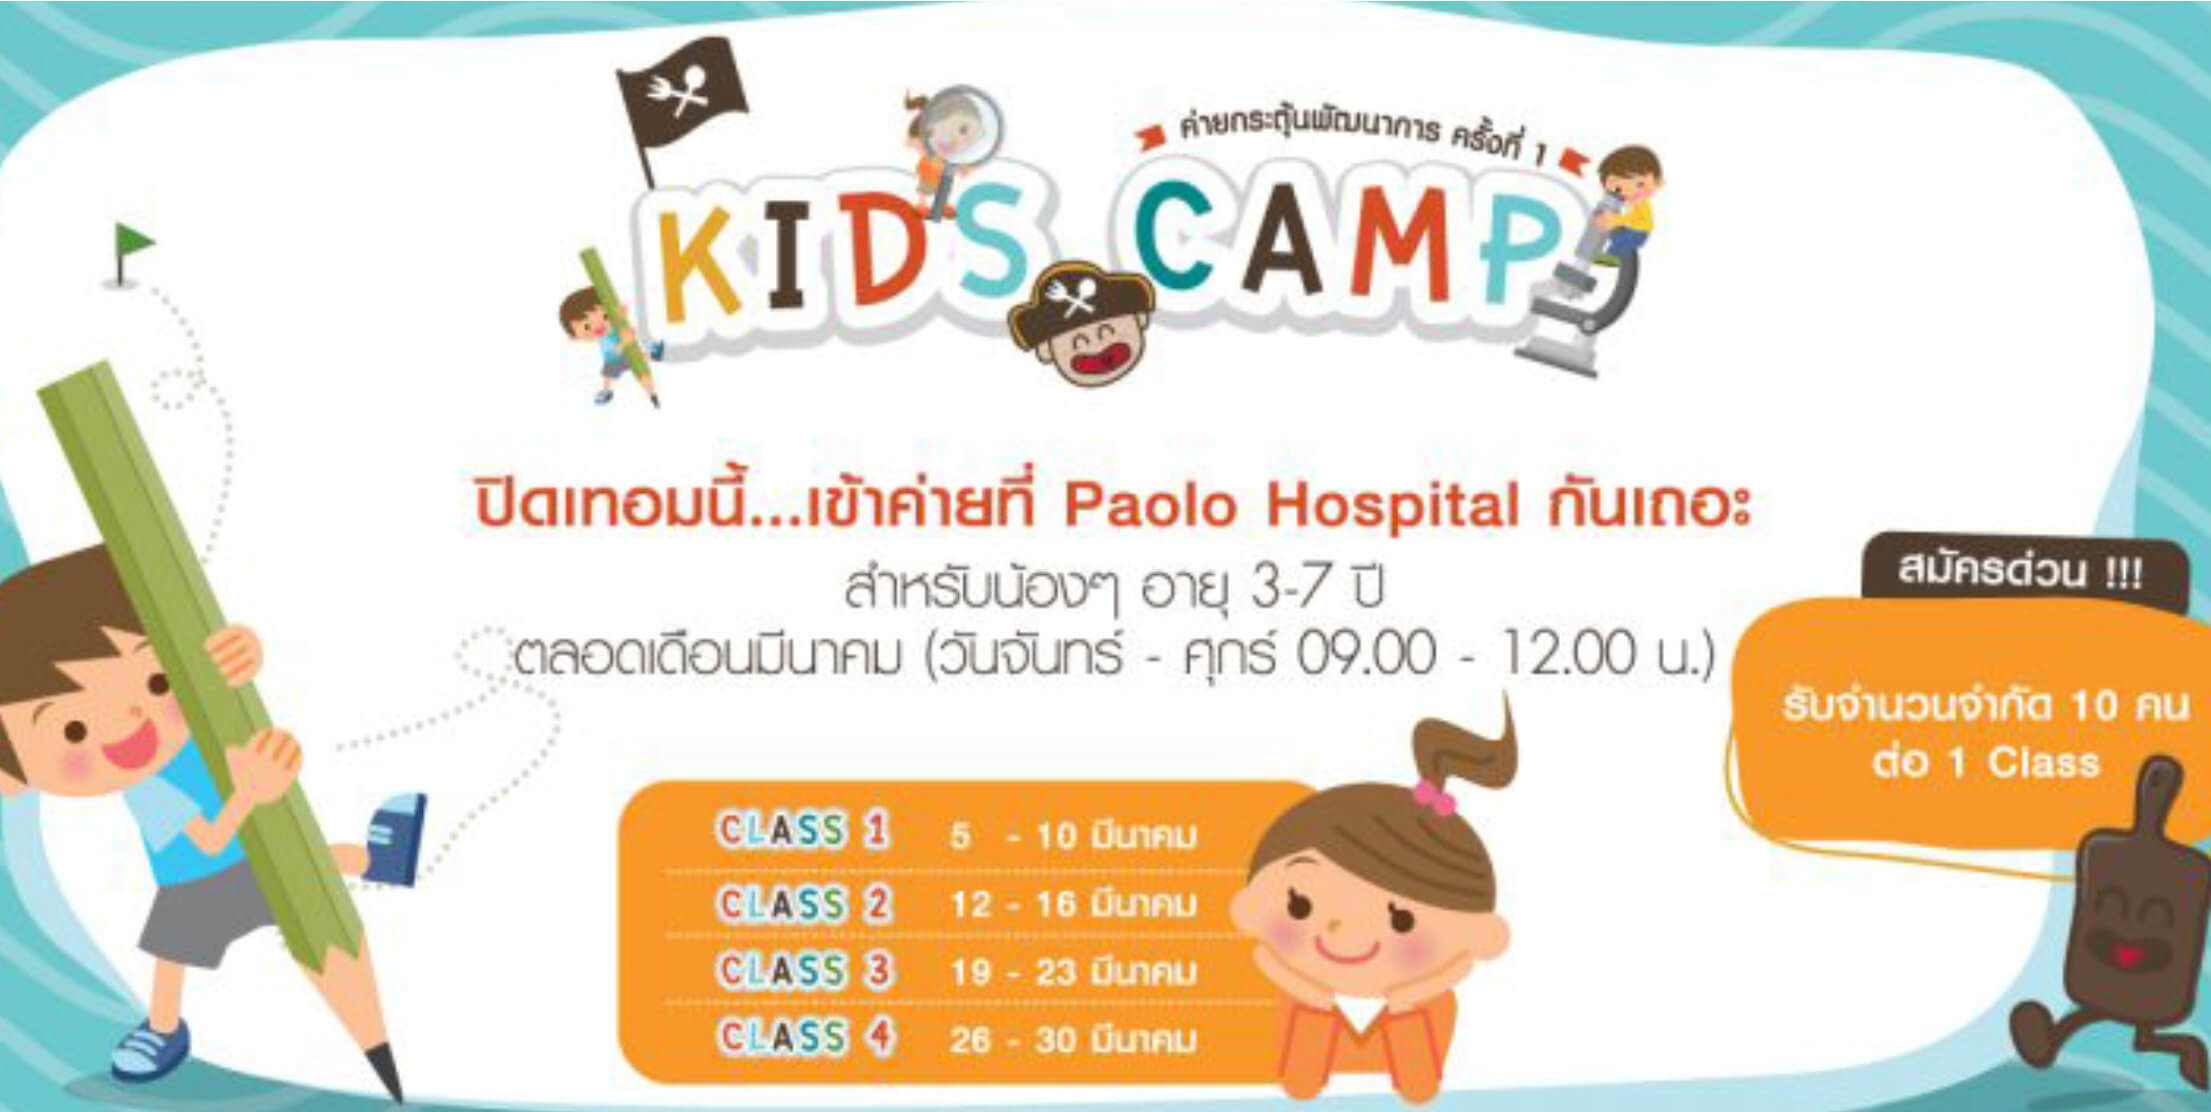 ค่ายกระตุ้นพัฒนาการ ครั้งที่ 1
KIDS CAMP
ปิดเทอมนี้...เข้าค่ายที่ Paolo Hospital กันเถอะ
สำหรับน้องๆ อายุ 3-7 ปี
ตลอดเดือนมีนาคม (วันจันทร์ - ศุกร์ 09.00 - 12.00 น.)
สมัครด่วน !!!
รับจำนวนจำกัด 10 คน
ต่อ 1 Class
CLASS 1 5 - 10 มีนาคม
CLASS 2 12 - 16 มีนาคม
CLASS 3 19 - 23 มีนาคม
CLASS 4 26 - 30 มีนาคม